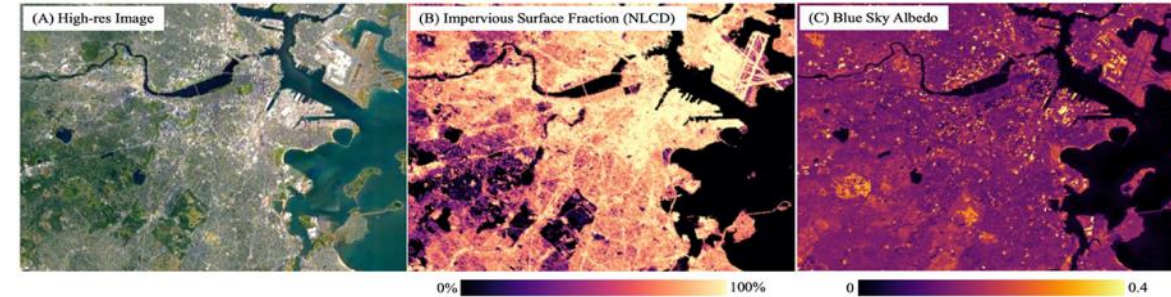 (A) High-res Image
(B) Impervious Surface Fraction (NLCD)
(C) Blue Sky Albedo
0%
100%
0
0.4